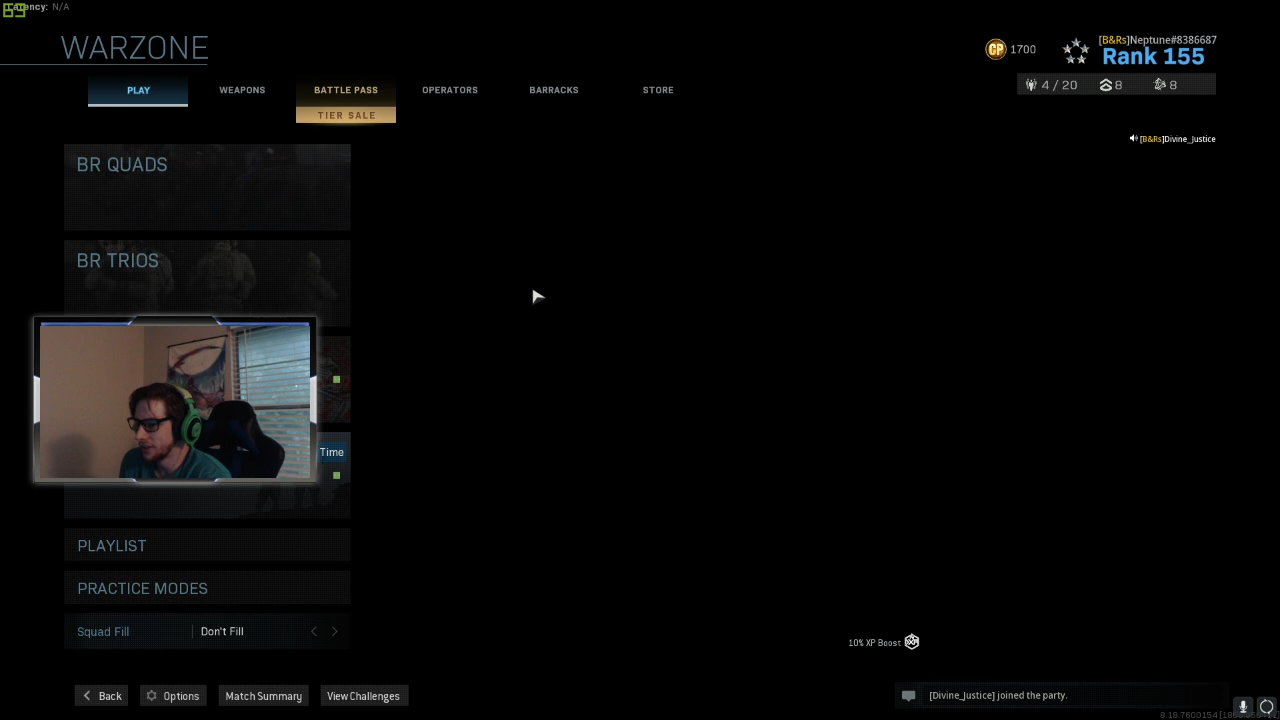 Latency: N/A
63
WARZONE
CP 1700
[B&Rs]Neptune#8386687
Rank 155
4 / 20 8 8
PLAY WEAPONS BATTLE PASS OPERATORS BARRACKS STORE
TIER SALE
[B&Rs]Divine_Justice
BR QUADS
BR TRIOS
Time
PLAYLIST
PRACTICE MODES
Squad Fill Don't Fill
10% XP Boost
Back Options Match Summary View Challenges
[Divine_Justice] joined the party.